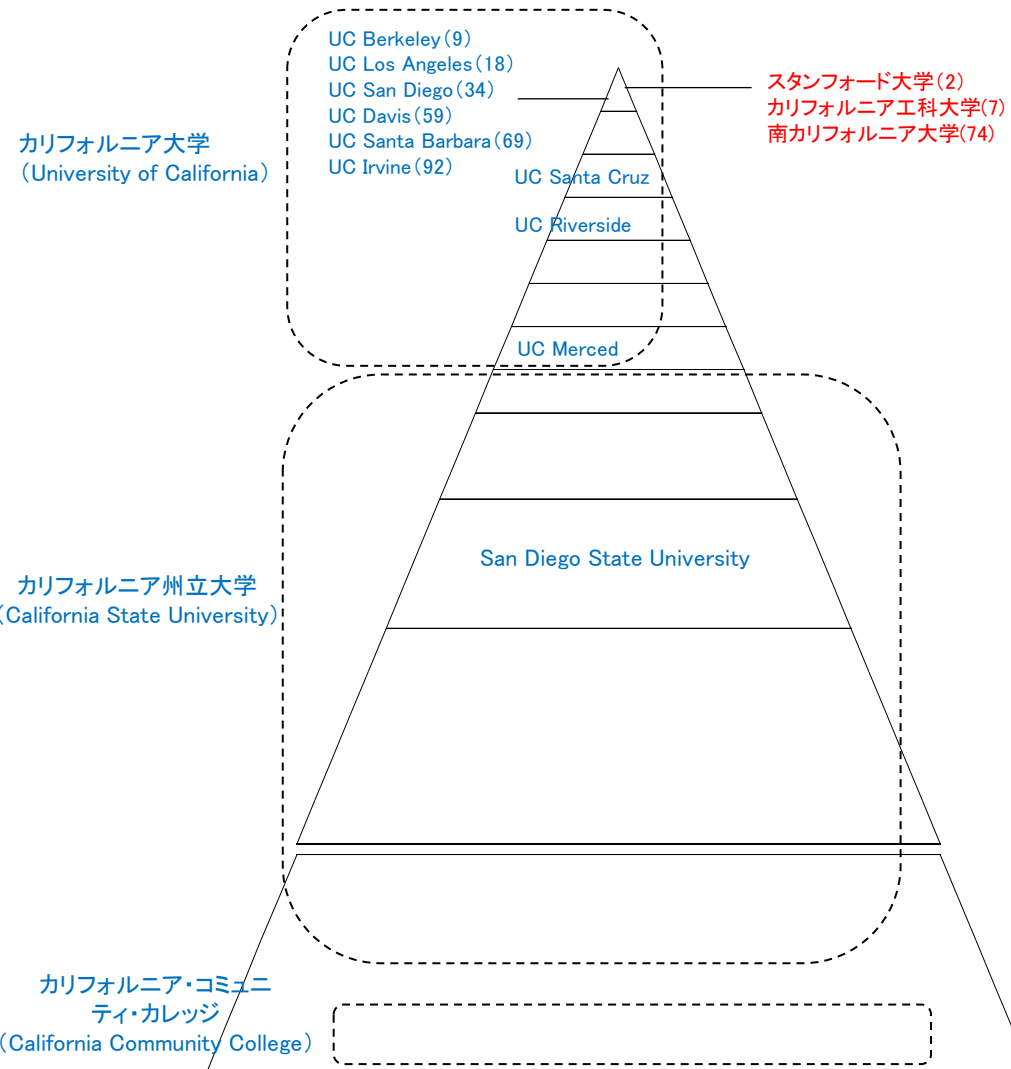 UC Berkeley(9)
UC Los Angeles(18)
UC San Diego(34)
UC Davis(59)
UC Santa Barbara(69)
UC Irvine(92)
スタンフォード大学(2)
カリフォルニア工科大学(7)
南カリフォルニア大学(74)
カリフォルニア大学
(University of California)
UC Santa Cruz
UC Riverside
UC Merced
San Diego State University
カリフォルニア州立大学
(California State University)
カリフォルニア・コミュニ
ティ・カレッジ
(California Community College)